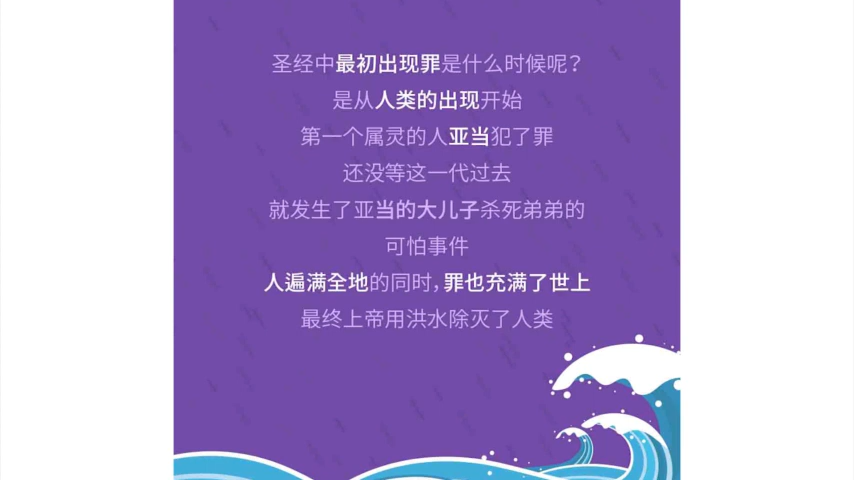 圣经中最初出现罪是什么时候呢？
是从人类的出现开始
第一个属灵的人亚当犯了罪
还没等这一代过去
就发生了亚当的大儿子杀死弟弟的
可怕事件
人遍满全地的同时，罪也充满了世上
最终上帝用洪水除灭了人类